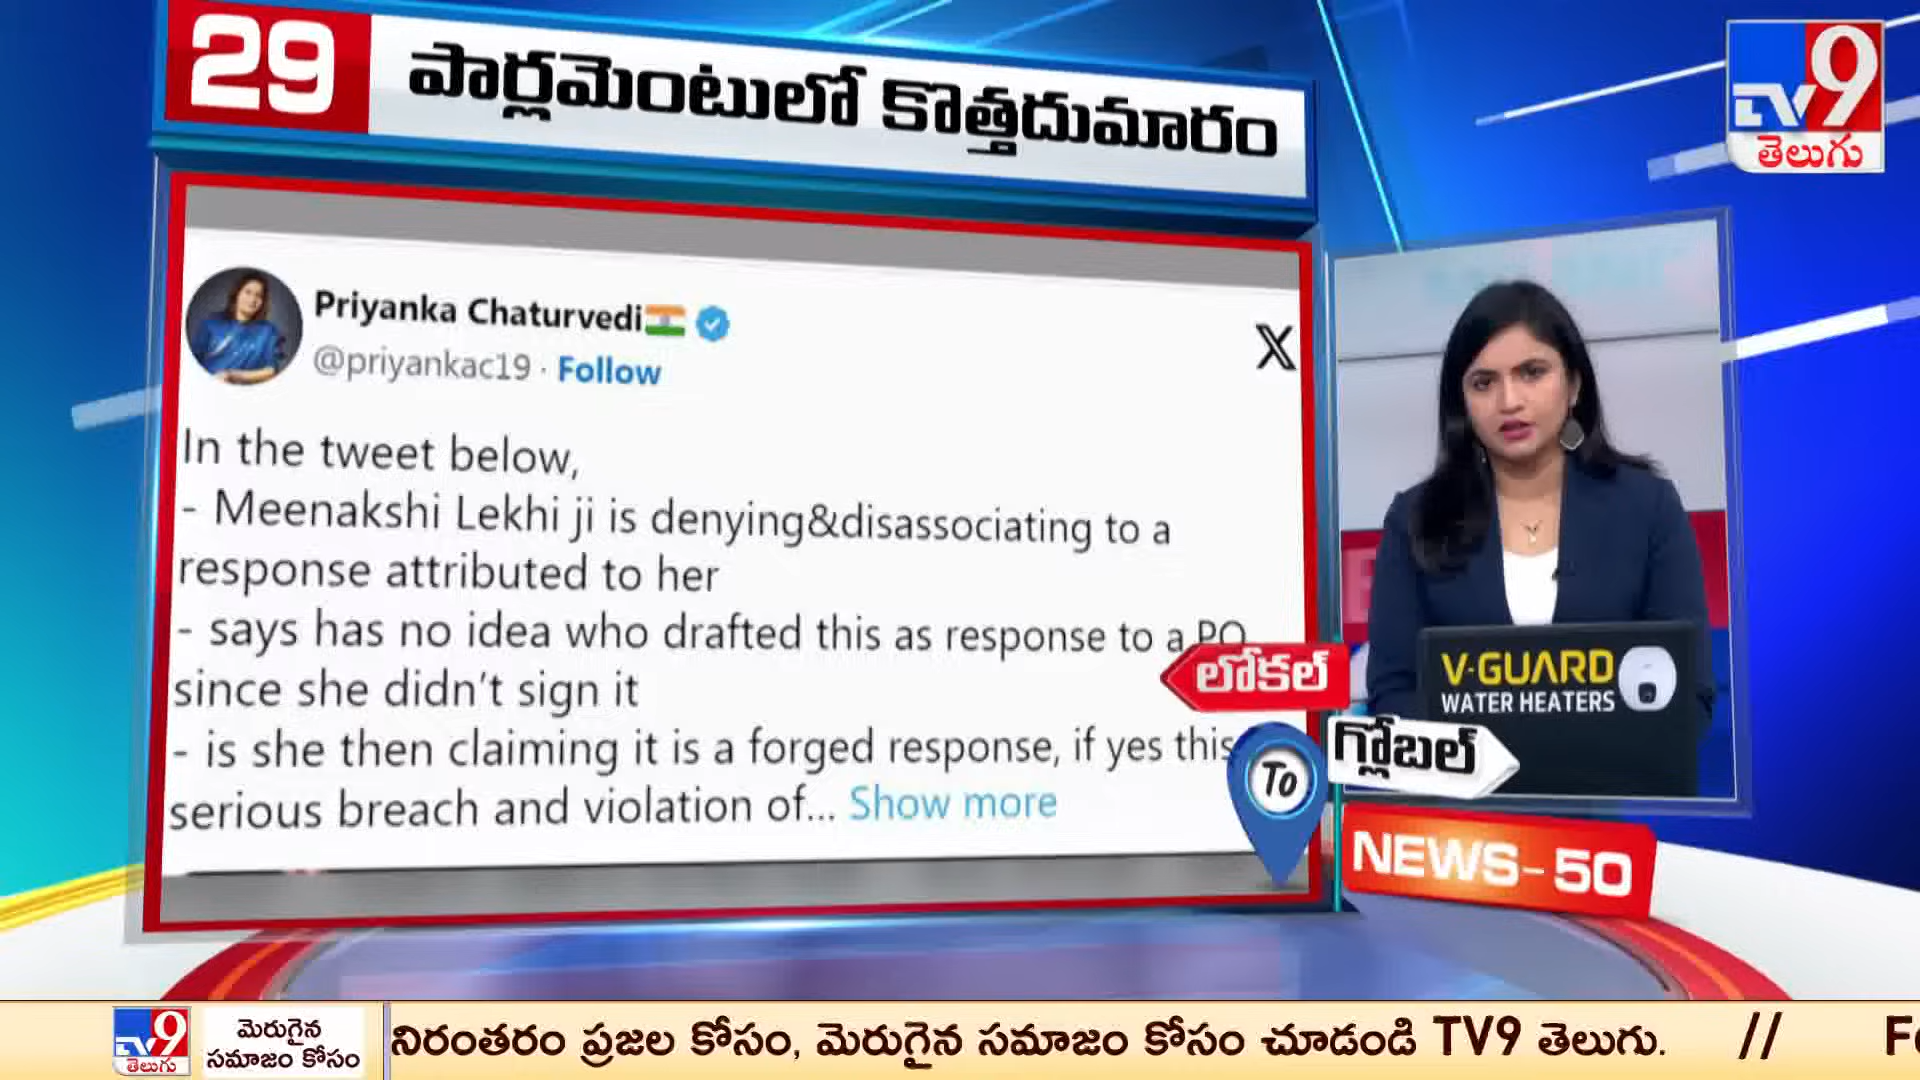 29
పార్లమెంటులో కొత్తదుమారం
TV9
తెలుగు
Priyanka Chaturvedi
@priyankac19 · Follow
X
In the tweet below,
- Meenakshi Lekhi ji is denying&disassociating to a
response attributed to her
- says has no idea who drafted this as response to a PQ
since she didn't sign it
- is she then claiming it is a forged response, if yes this
serious breach and violation of... Show more
V-GUARD
WATER HEATERS
లోకల్
To
గ్లోబల్
NEWS-50
TV9
తెలుగు
మెరుగైన
సమాజం కోసం
నిరంతరం ప్రజల కోసం, మెరుగైన సమాజం కోసం చూడండి TV9 తెలుగు. //